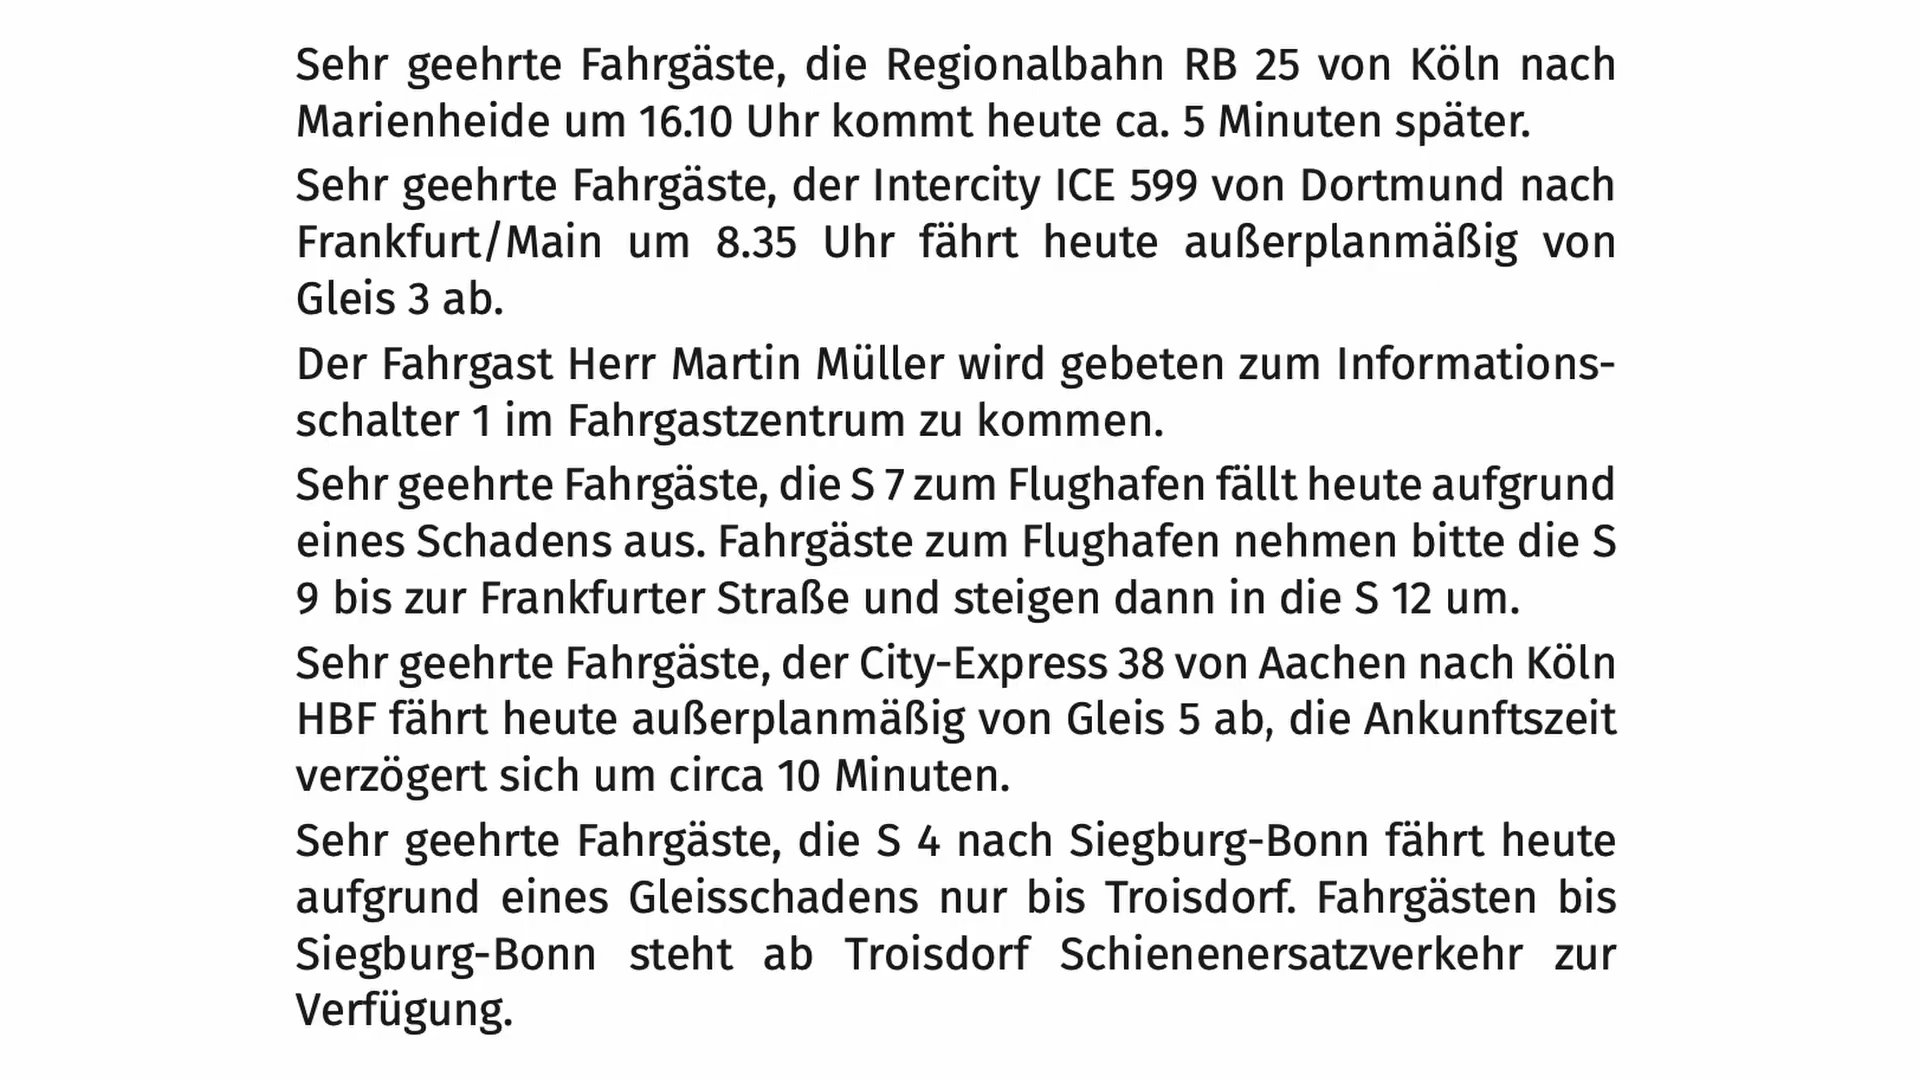 Sehr geehrte Fahrgäste, die Regionalbahn RB 25 von Köln nach
Marienheide um 16.10 Uhr kommt heute ca. 5 Minuten später.
Sehr geehrte Fahrgäste, der Intercity ICE 599 von Dortmund nach
Frankfurt/Main um 8.35 Uhr fährt heute außerplanmäßig von
Gleis 3 ab.
Der Fahrgast Herr Martin Müller wird gebeten zum Informations-
schalter 1 im Fahrgastzentrum zu kommen.
Sehr geehrte Fahrgäste, die S 7 zum Flughafen fällt heute aufgrund
eines Schadens aus. Fahrgäste zum Flughafen nehmen bitte die S
9 bis zur Frankfurter Straße und steigen dann in die S 12 um.
Sehr geehrte Fahrgäste, der City-Express 38 von Aachen nach Köln
HBF fährt heute außerplanmäßig von Gleis 5 ab, die Ankunftszeit
verzögert sich um circa 10 Minuten.
Sehr geehrte Fahrgäste, die S 4 nach Siegburg-Bonn fährt heute
aufgrund eines Gleisschadens nur bis Troisdorf. Fahrgästen bis
Siegburg-Bonn steht ab Troisdorf Schienenersatzverkehr zur
Verfügung.